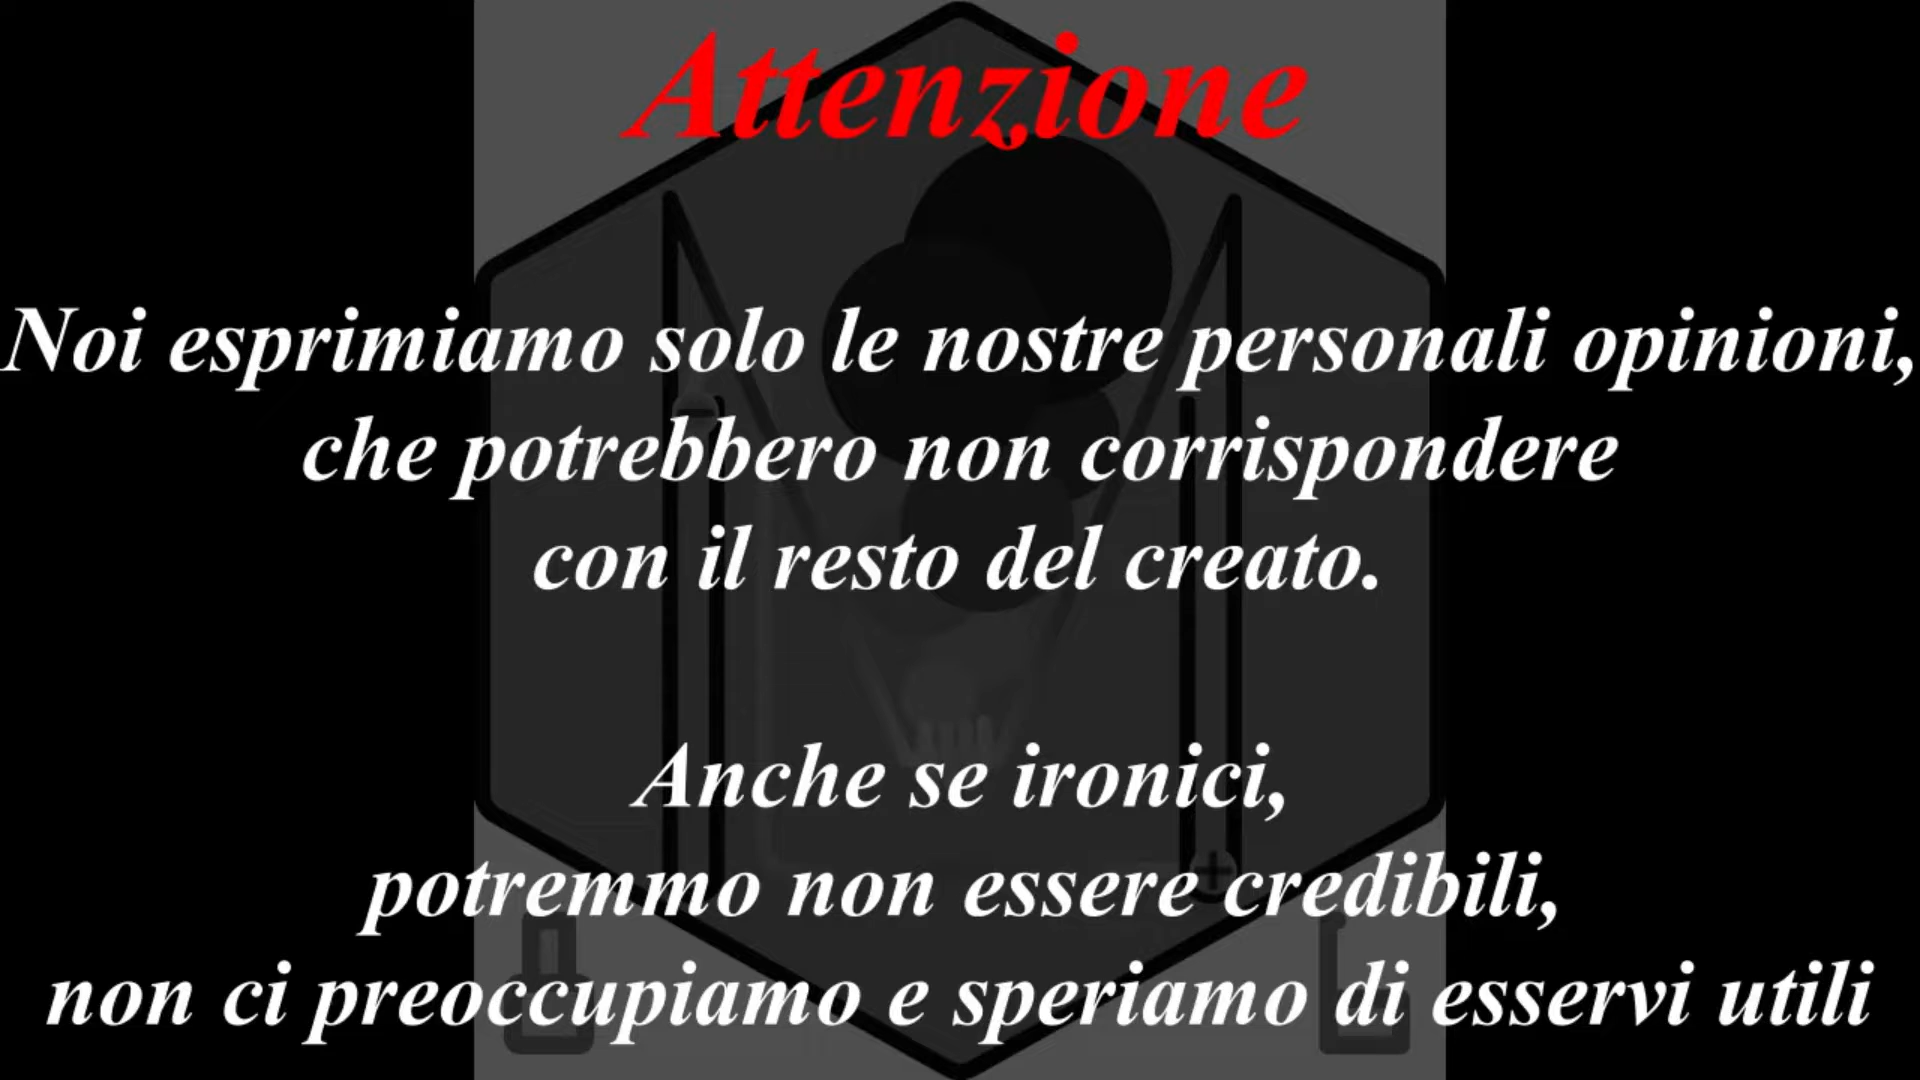 Attenzione
Noi esprimiamo solo le nostre personali opinioni,
che potrebbero non corrispondere
con il resto del creato.
Anche se ironici,
potremmo non essere credibili,
non ci preoccupiamo e speriamo di esservi utili